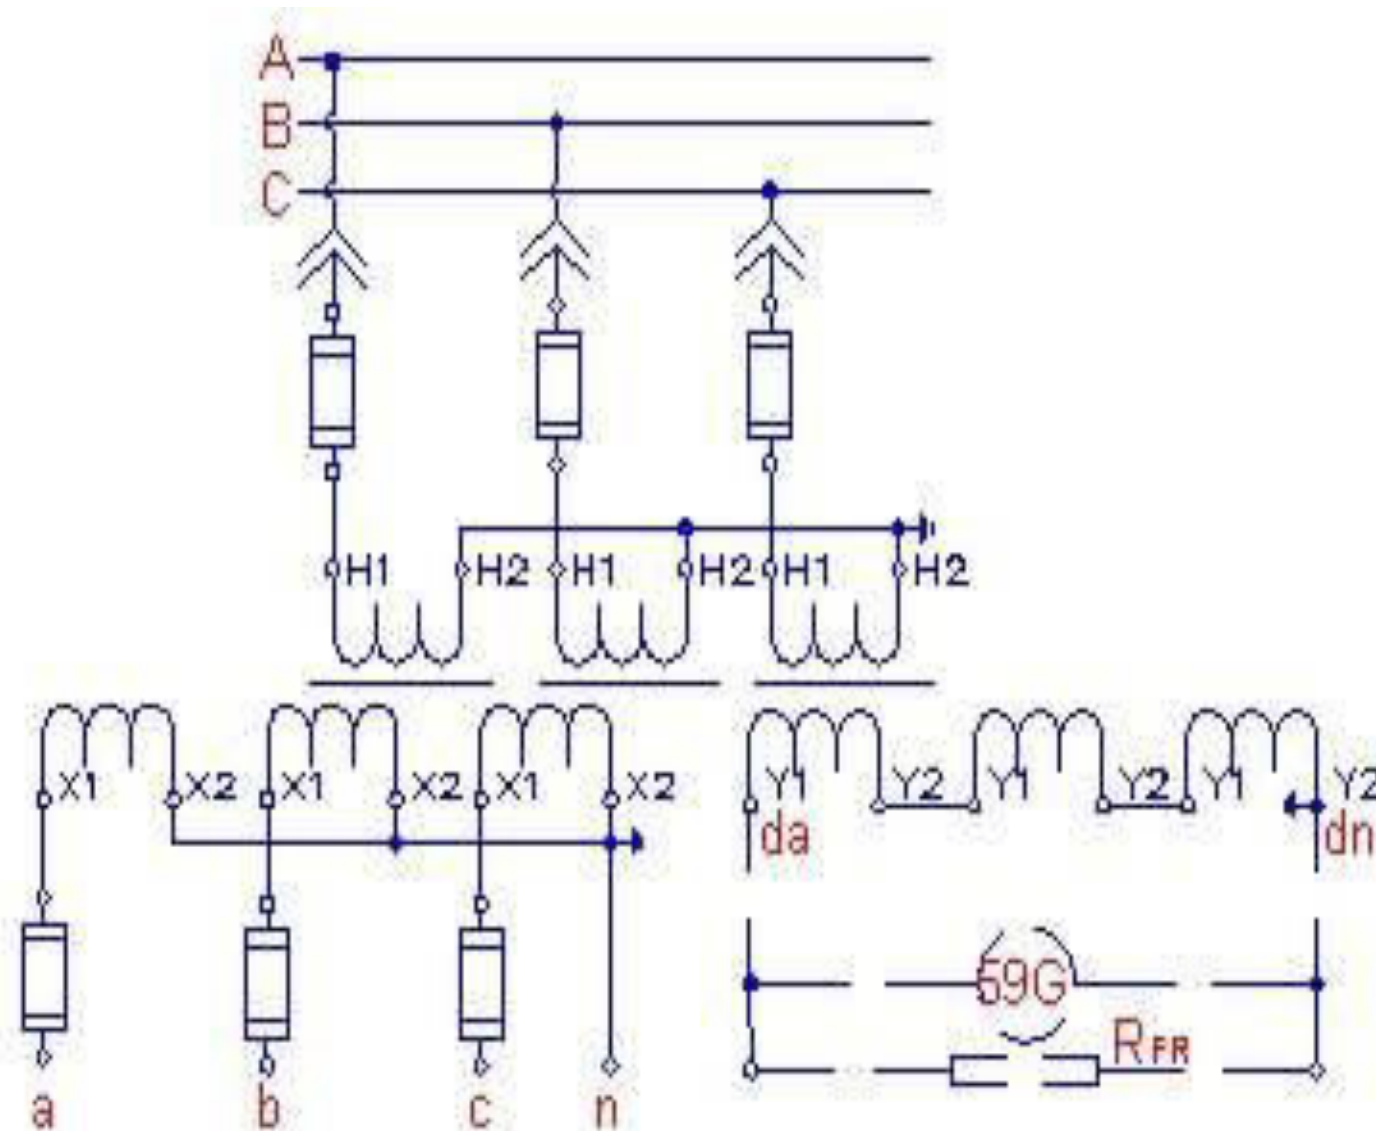 A
B
C
H1 H2 H1 H2 H1 H2
X1 X2 X1 X2 X1 X2 Y1 Y2 Y1 Y2 Y1 Y2
da dn
59G
RFR
a b c n